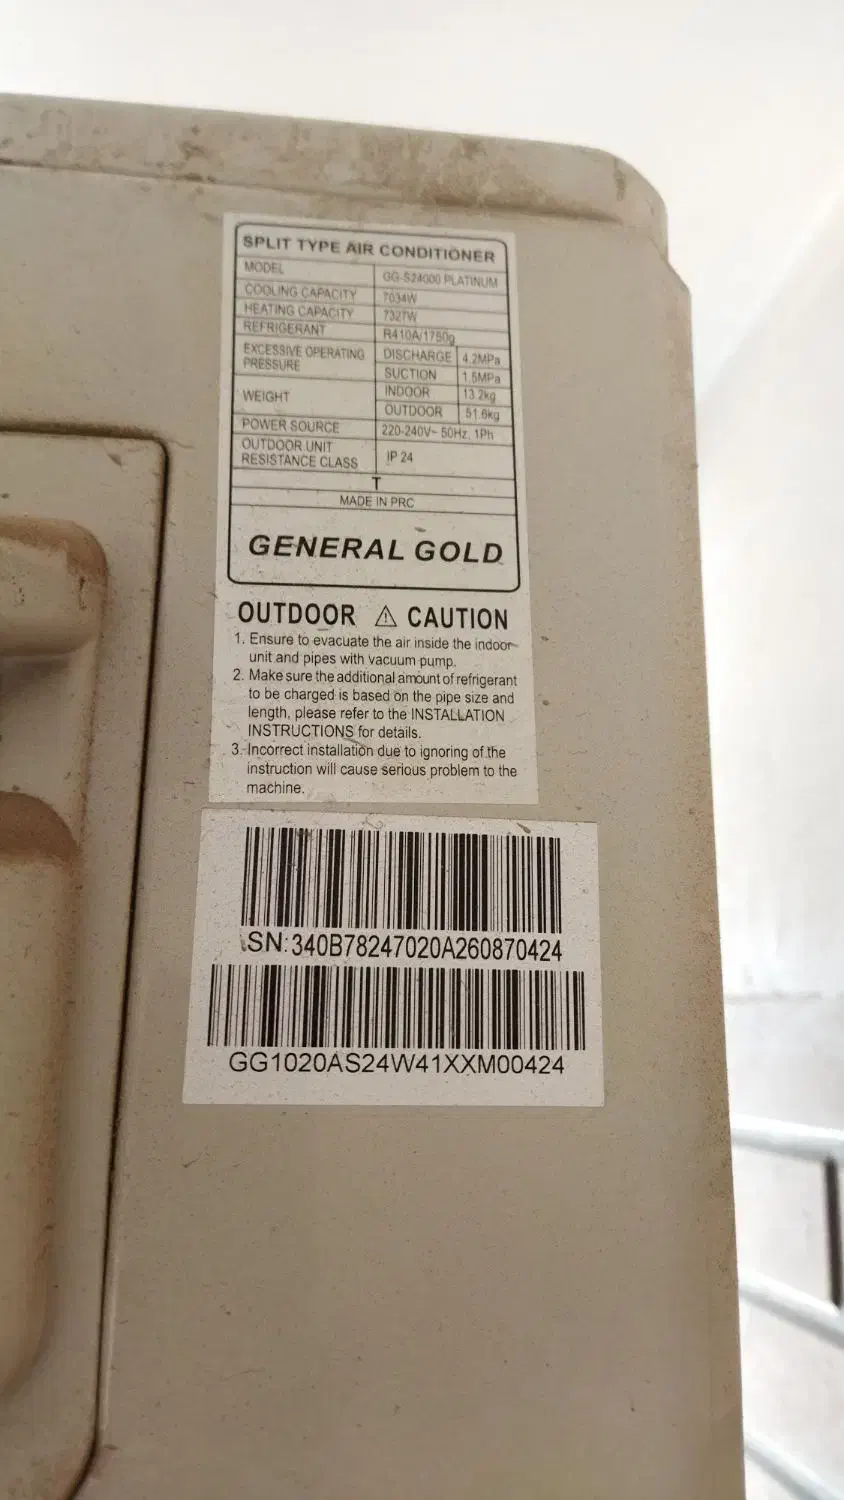 SPLIT TYPE AIR CONDITIONER
MODEL GG-S24000 PLATINUM
COOLING CAPACITY 7034W
HEATING CAPACITY 7327W
REFRIGERANT R410A/1750g
EXCESSIVE OPERATING PRESSURE DISCHARGE 4.2MPa
SUCTION 1.5MPa
WEIGHT INDOOR 13.2kg
OUTDOOR 51.6kg
POWER SOURCE 220-240V~ 50Hz, 1Ph
OUTDOOR UNIT
RESISTANCE CLASS IP 24
T
MADE IN PRC
GENERAL GOLD
OUTDOOR ⚠ CAUTION
1. Ensure to evacuate the air inside the indoor
unit and pipes with vacuum pump.
2. Make sure the additional amount of refrigerant
to be charged is based on the pipe size and
length, please refer to the INSTALLATION
INSTRUCTIONS for details.
3. Incorrect installation due to ignoring of the
instruction will cause serious problem to the
machine.
SN:340B78247020A260870424
GG1020AS24W41XXM00424